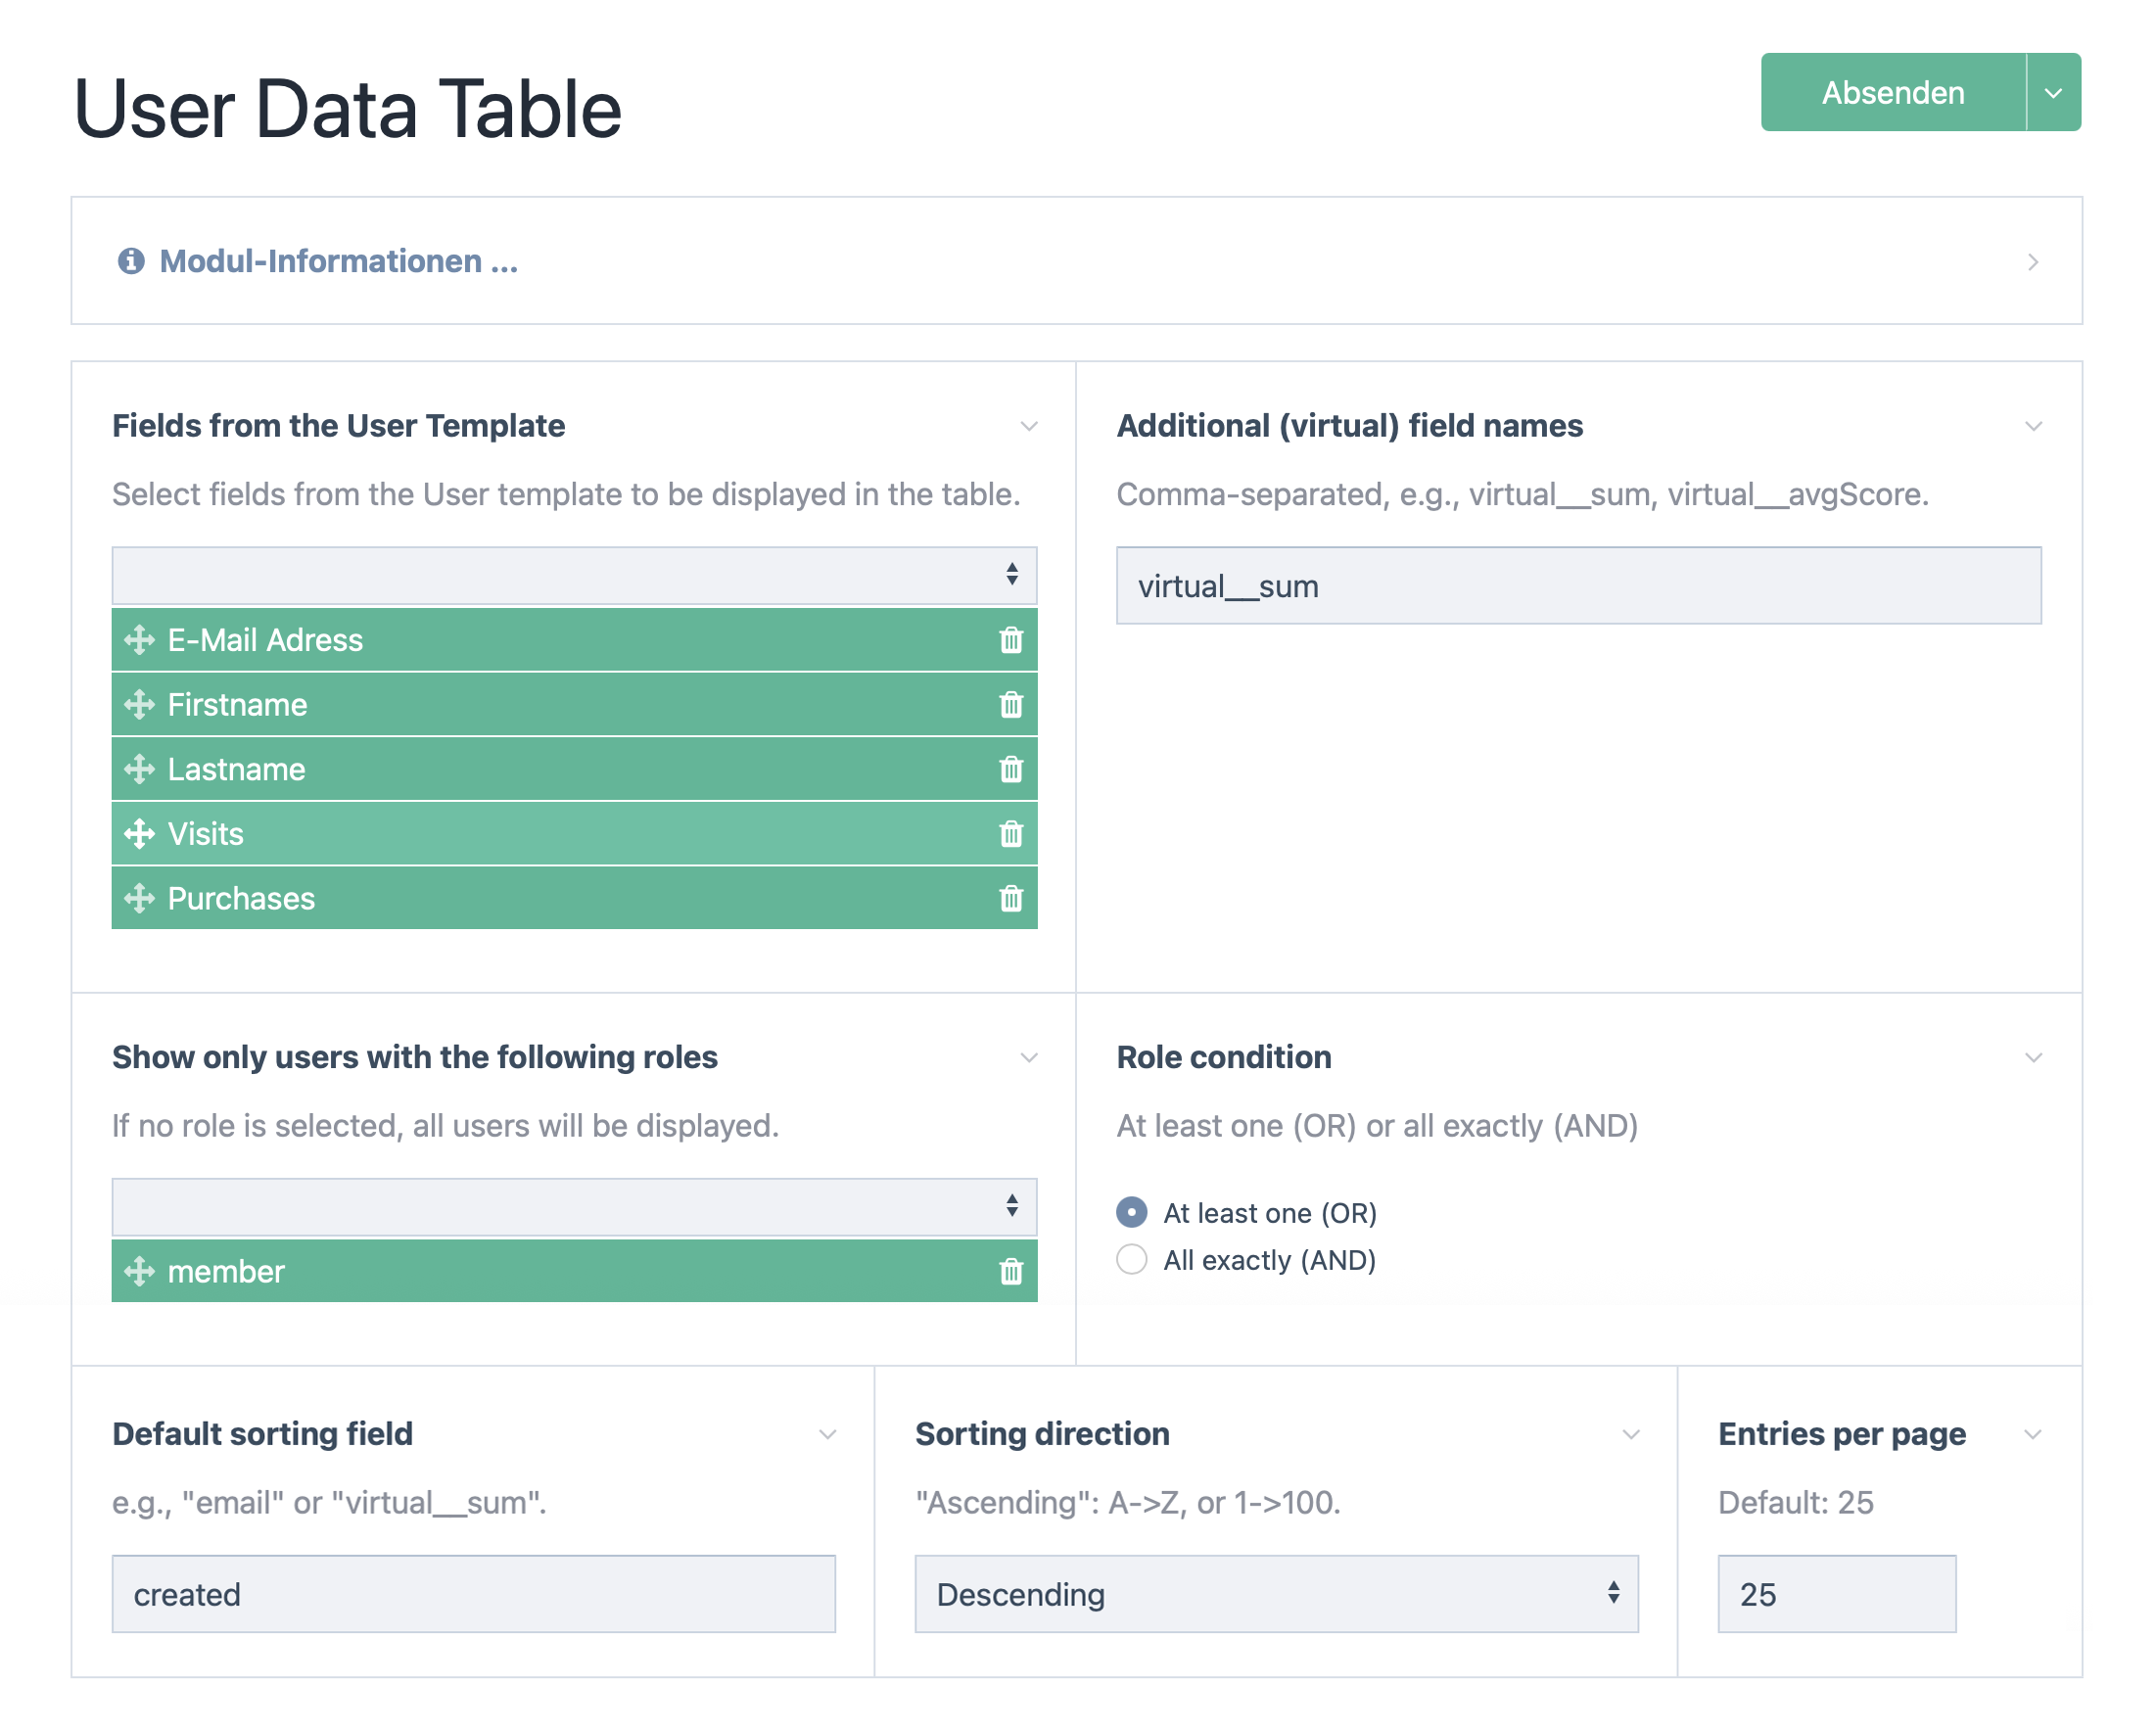 User Data Table
Absenden
Modul-Informationen ...
Fields from the User Template
Select fields from the User template to be displayed in the table.
E-Mail Adress
Firstname
Lastname
Visits
Purchases
Additional (virtual) field names
Comma-separated, e.g., virtual__sum, virtual__avgScore.
virtual__sum
Show only users with the following roles
If no role is selected, all users will be displayed.
member
Role condition
At least one (OR) or all exactly (AND)
At least one (OR)
All exactly (AND)
Default sorting field
e.g., "email" or "virtual__sum".
created
Sorting direction
"Ascending": A->Z, or 1->100.
Descending
Entries per page
Default: 25
25